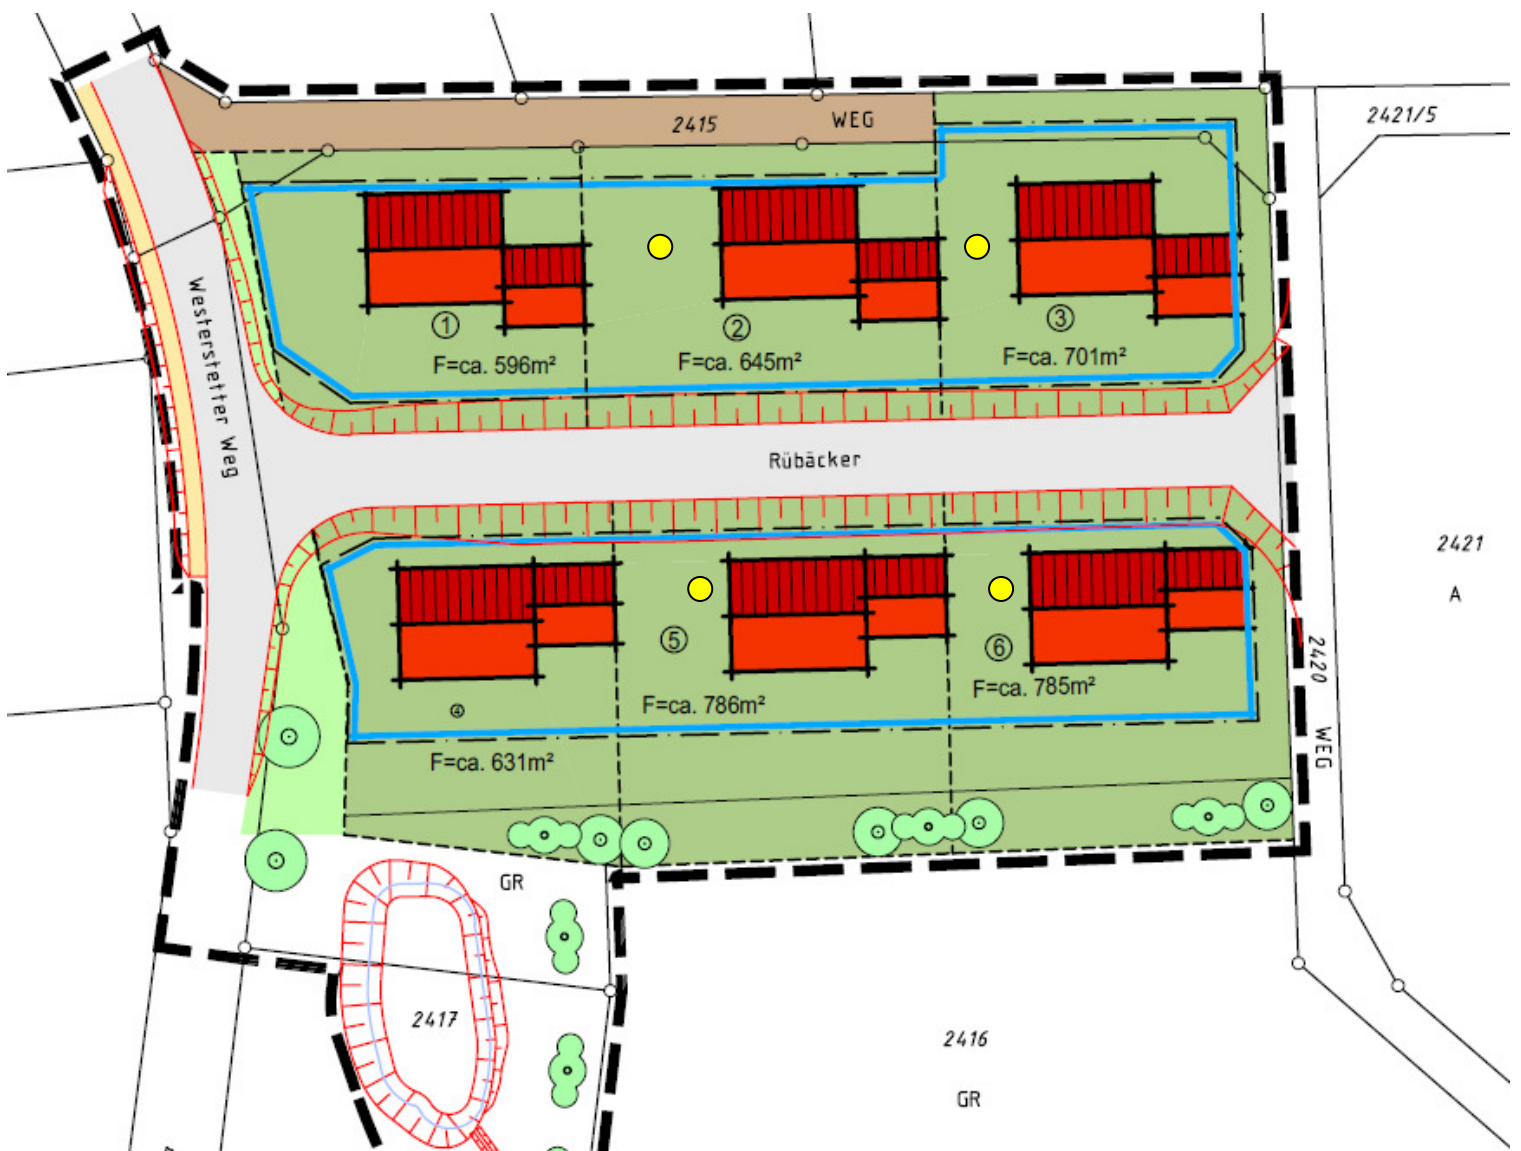 2421/5
2415
WEG
Westerstetter Weg
1
2
3
F=ca. 596m²
F=ca. 645m²
F=ca. 701m²
Rübäcker
2421
A
5
6
4
F=ca. 786m²
F=ca. 785m²
F=ca. 631m²
2420
WEG
GR
2417
2416
GR